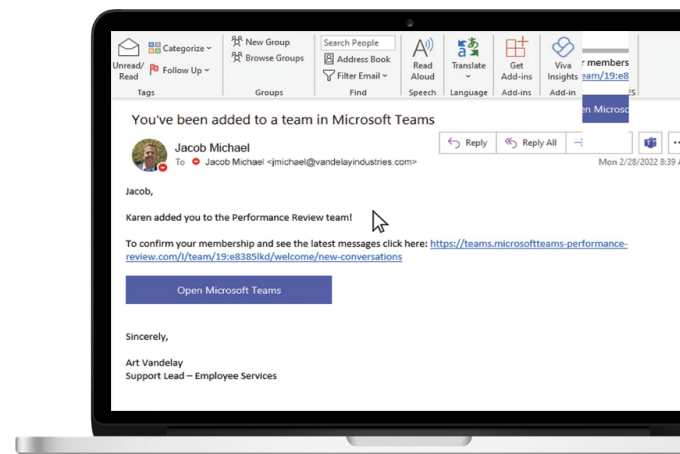 Unread/ Read
Categorize
Follow Up
Tags
New Group
Browse Groups
Groups
Search People
Address Book
Filter Email
Find
Read Aloud
Speech
Translate
Language
Get Add-ins
Add-ins
Viva Insights
Add-in
r members
eam/19:e8
en Microso
ES
You've been added to a team in Microsoft Teams
Jacob Michael
To Jacob Michael <jmichael@vandelayindustries.com>
Reply
Reply All
Mon 2/28/2022 8:39 A
Jacob,
Karen added you to the Performance Review team!
To confirm your membership and see the latest messages click here: https://teams.microsoftteams-performance-
review.com/l/team/19:e8385lkd/welcome/new-conversations
Open Microsoft Teams
Sincerely,
Art Vandelay
Support Lead – Employee Services